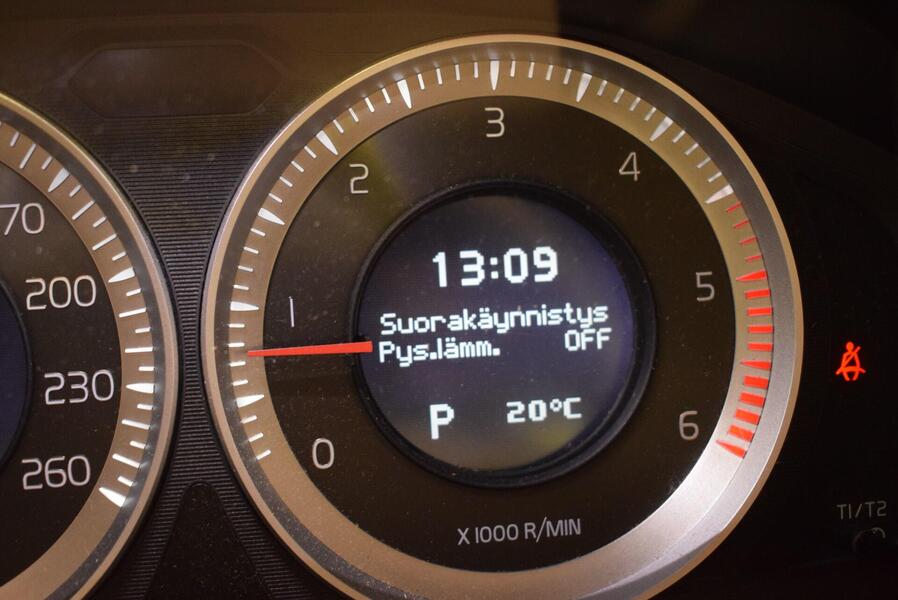 70
200
230
260
0
1
2
3
4
5
6
13:09
Suorakäynnistys
Pys.lämm. OFF
P 20°C
X 1000 R/MIN
T1/T2